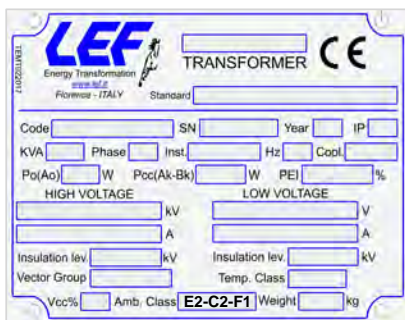 LEF
Energy Transformation
www.lef.it
Florence - ITALY
TRANSFORMER CE
Standard
Code SN Year IP
KVA Phase Inst. Hz Cool.
Po(Ao) W Pcc(Ak-Bk) W PEI %
HIGH VOLTAGE LOW VOLTAGE
kV V
A A
Insulation lev. kV Insulation lev. kV
Vector Group Temp. Class
Vcc% Amb. Class E2-C2-F1 Weight kg